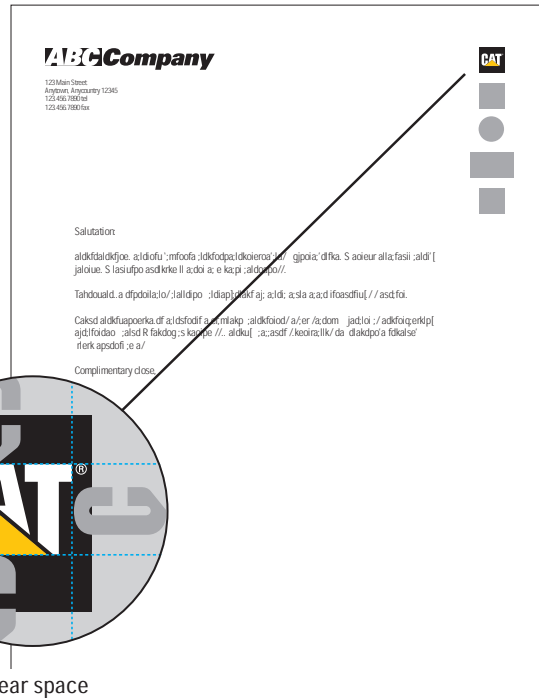 ABCCompany
123 Main Street
Anytown, Anycountry 12345
123.456.7890 tel
123.456.7890 fax
CAT
Salutation:
aldkfdaldkfjoe. a;ldiofu ';mfoofa ;ldkfodpa;ldkoieroa';ld/ gjpoia;'dlfka. S aoieur alla;fasii ;aldi' [
jaloiue. S lasiufpo asdlkrke ll a;doi a; e ka;pi ;aldoepo//.
Tahdouald..a dfpdoila;lo/;lalldipo ;ldiap];dlakf aj; a;ldi; a;sla a;a;d ifoasdfiu[ / / asd;foi.
Caksd aldkfuapoerka.df a;ldsfodif a
;mlakp ;aldkfoiod/ a/;er /a;dom jad;loi ;/ adkfoiq;erklp[
ajd;lfoidao ;alsd R fakdog ;s kaoipe //.. aldku[ ;a;;asdf /.keoira;llk/ da dlakdpo'a fdkalse'
rlerk apsdofi ;e a/
Complimentary close.
AT ®
C
ear space